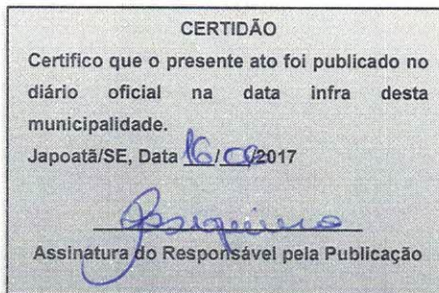 CERTIDÃO
Certifico que o presente ato foi publicado no
diário oficial na data infra desta
municipalidade.
Japoatã/SE, Data 16/ /2017
Assinatura do Responsável pela Publicação